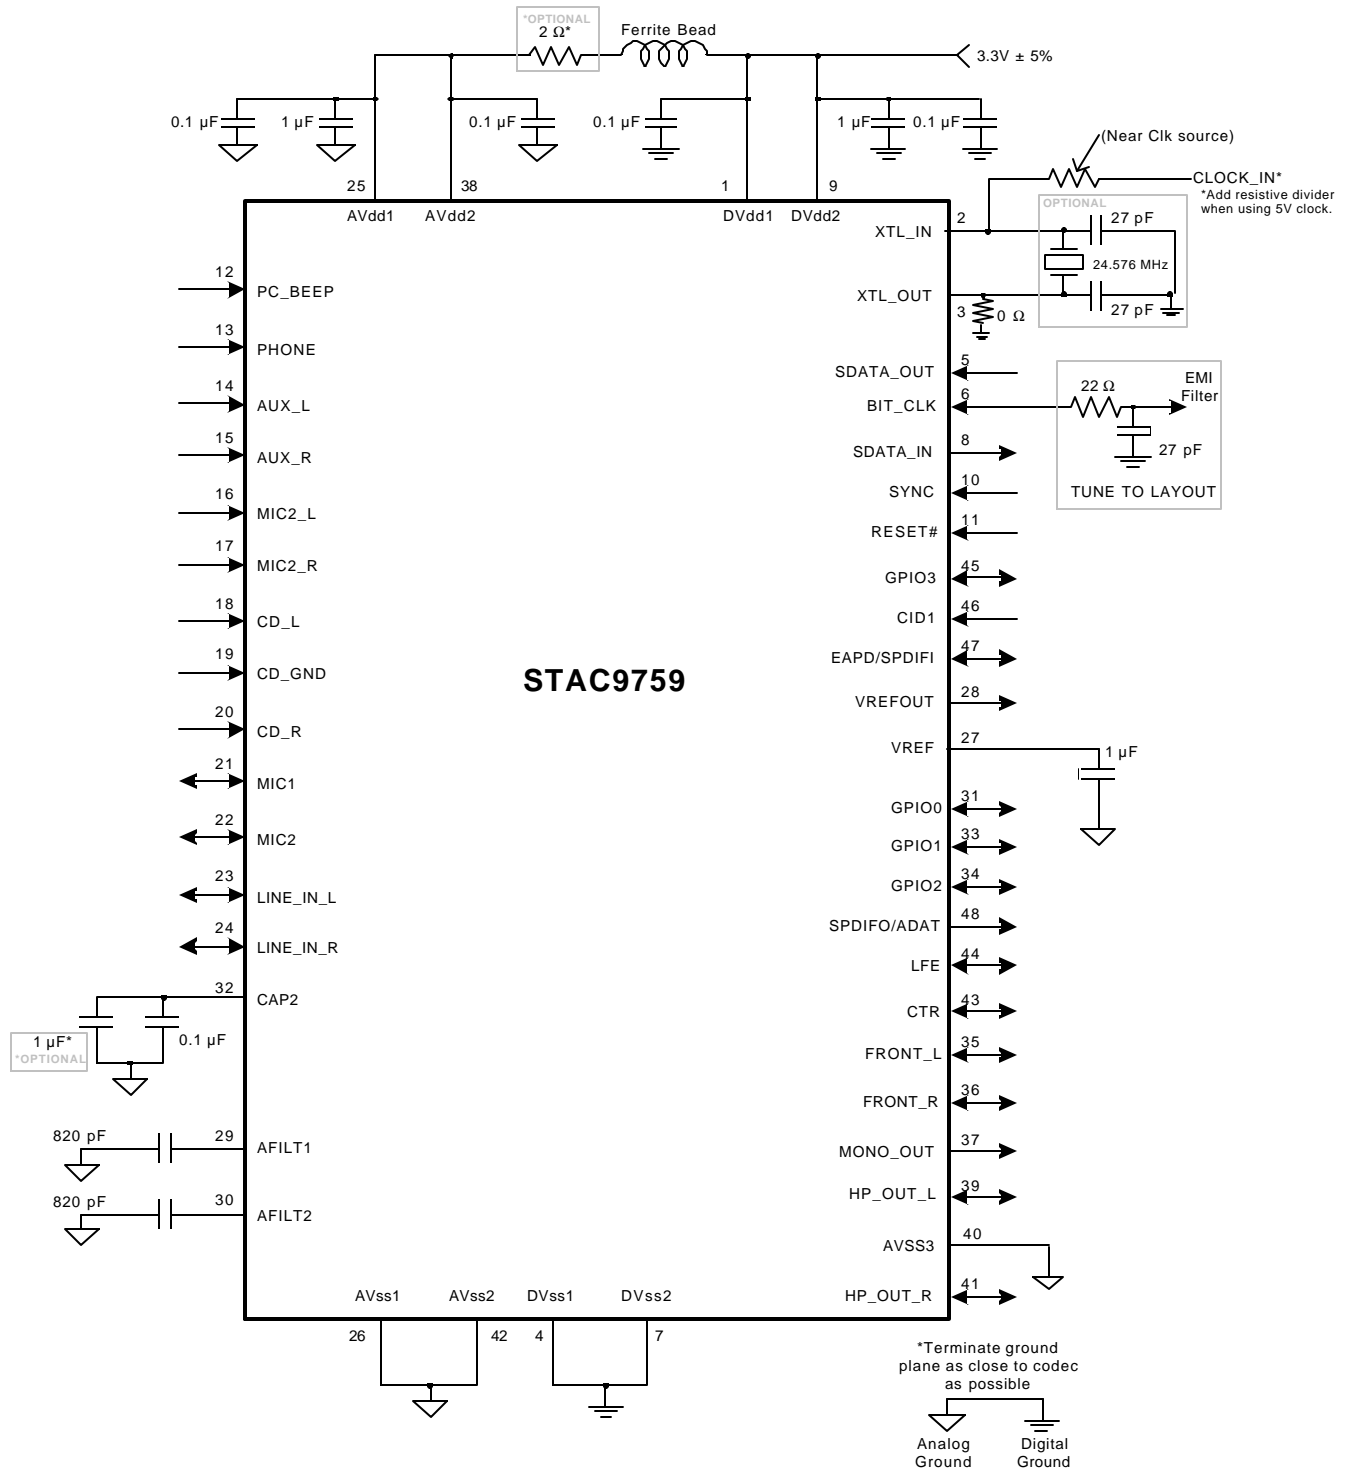 *OPTIONAL
2 Ω*
Ferrite Bead
3.3V ± 5%
0.1 µF
1 µF
0.1 µF
0.1 µF
1 µF
0.1 µF
(Near Clk source)
CLOCK_IN*
*Add resistive divider
when using 5V clock.
25
38
1
9
AVdd1
AVdd2
DVdd1
DVdd2
OPTIONAL
2
XTL_IN
27 pF
24.576 MHz
XTL_OUT
3
0 Ω
27 pF
12
PC_BEEP
13
PHONE
14
AUX_L
15
AUX_R
16
MIC2_L
17
MIC2_R
18
CD_L
19
CD_GND
20
CD_R
21
MIC1
22
MIC2
23
LINE_IN_L
24
LINE_IN_R
32
CAP2
1 µF*
*OPTIONAL
0.1 µF
820 pF
29
AFILT1
820 pF
30
AFILT2
STAC9759
SDATA_OUT
5
BIT_CLK
6
22 Ω
EMI
Filter
27 pF
TUNE TO LAYOUT
SDATA_IN
8
SYNC
10
RESET#
11
GPIO3
45
CID1
46
EAPD/SPDIFI
47
VREFOUT
28
VREF
27
1 µF
GPIO0
31
GPIO1
33
GPIO2
34
SPDIFO/ADAT
48
LFE
44
CTR
43
FRONT_L
35
FRONT_R
36
MONO_OUT
37
HP_OUT_L
39
AVSS3
40
HP_OUT_R
41
AVss1
AVss2
DVss1
DVss2
26
42
4
7
*Terminate ground
plane as close to codec
as possible
Analog
Ground
Digital
Ground